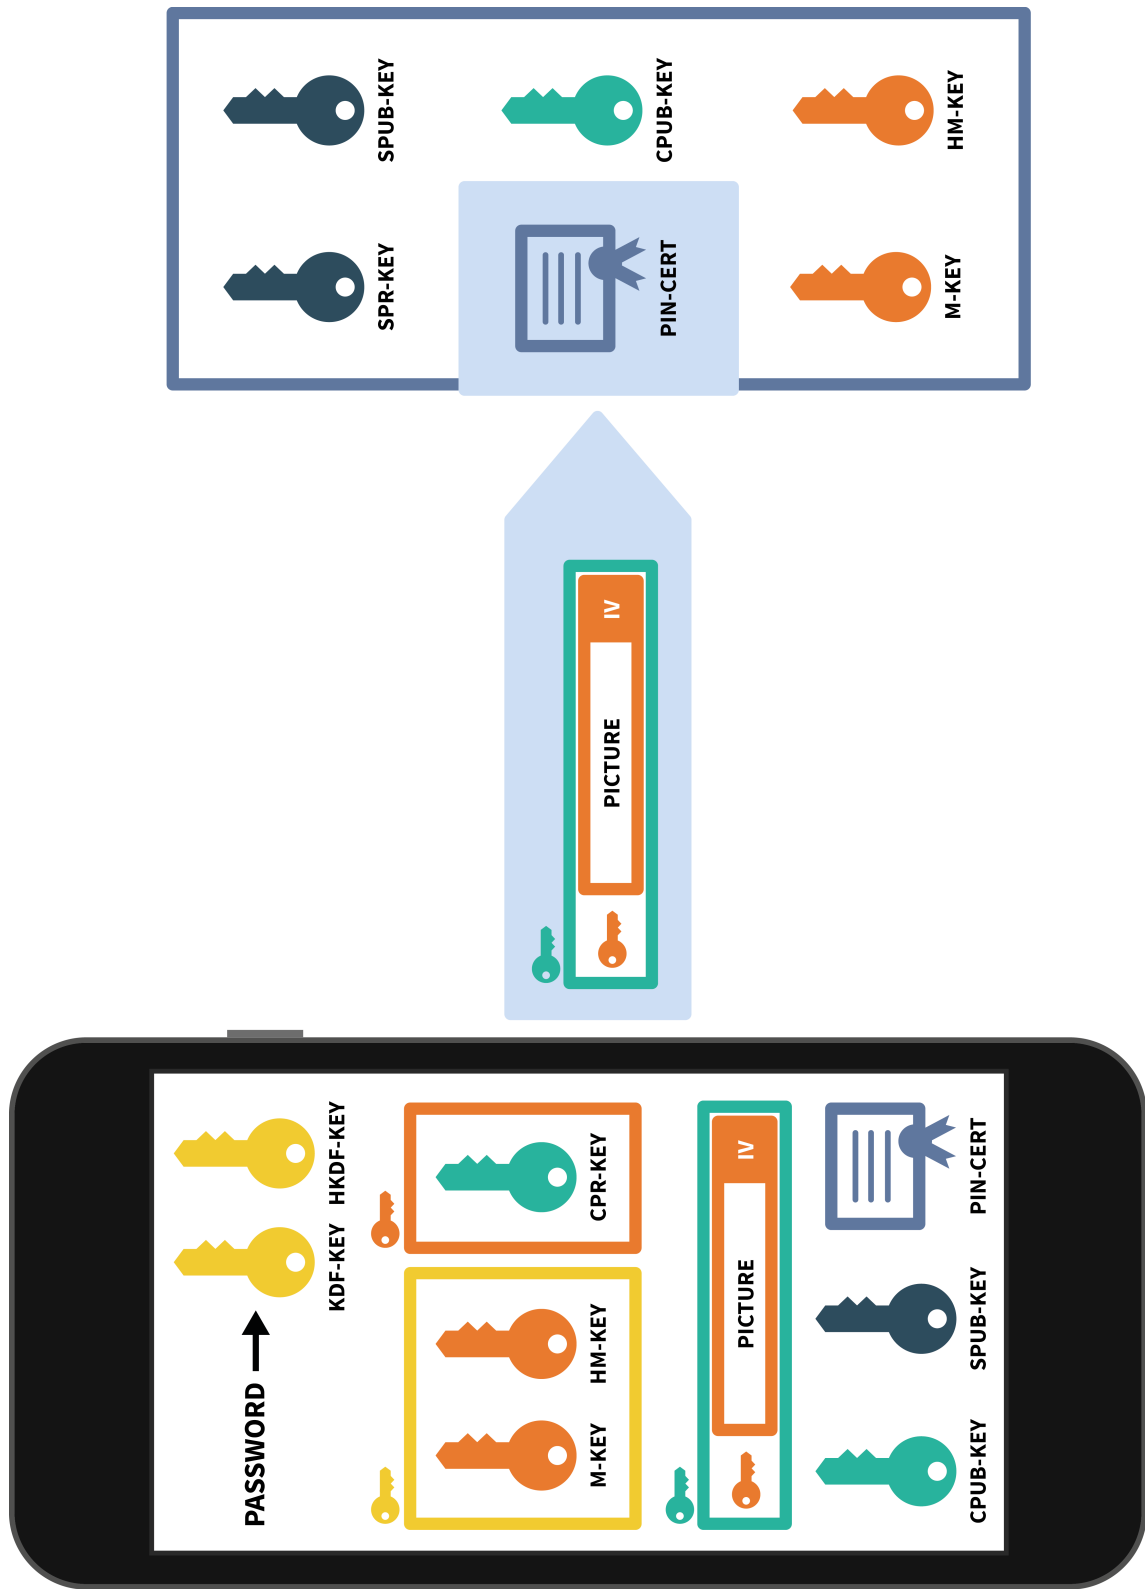 SPUB-KEY
CPUB-KEY
HM-KEY
SPR-KEY
PIN-CERT
M-KEY
IV
PICTURE
PASSWORD
KDF-KEY
HKDF-KEY
M-KEY
HM-KEY
CPR-KEY
PICTURE
IV
CPUB-KEY
SPUB-KEY
PIN-CERT